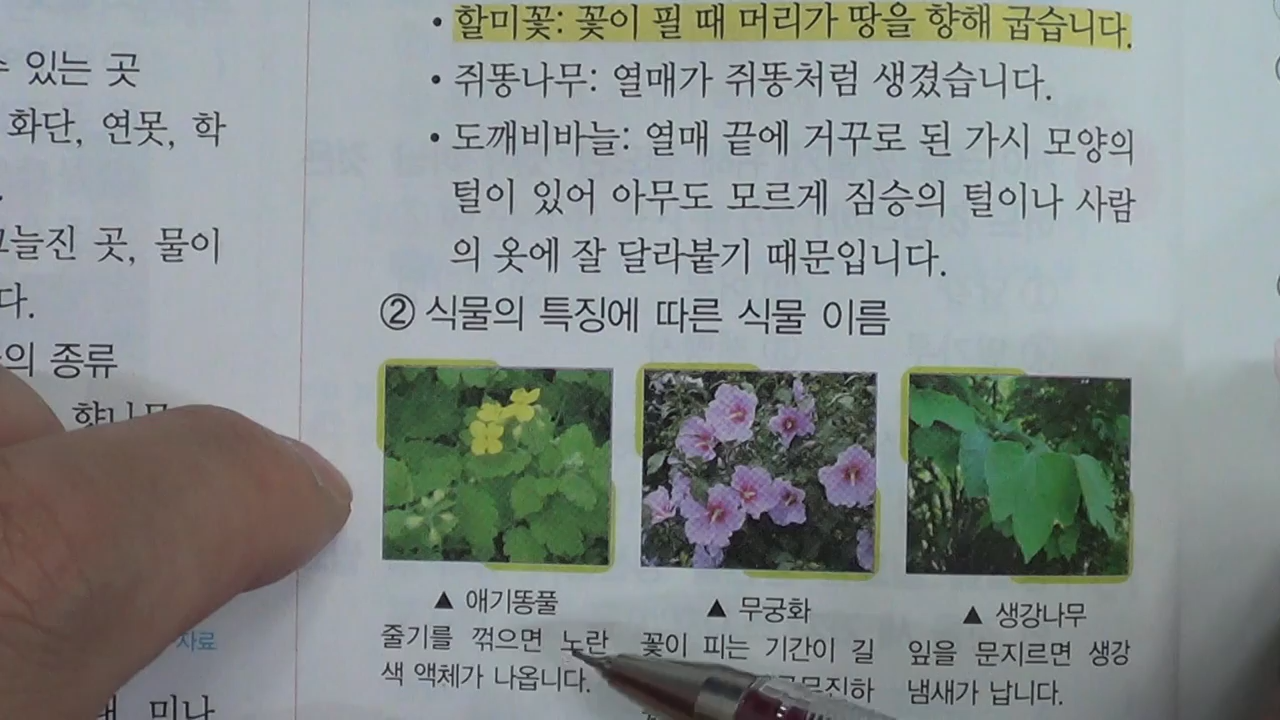 있는 곳
화단, 연못, 학
그늘진 곳, 물이
다.
의 종류
자료
미나
• 할미꽃: 꽃이 필 때 머리가 땅을 향해 굽습니다.
• 쥐똥나무: 열매가 쥐똥처럼 생겼습니다.
• 도깨비바늘: 열매 끝에 거꾸로 된 가시 모양의
털이 있어 아무도 모르게 짐승의 털이나 사람
의 옷에 잘 달라붙기 때문입니다.
② 식물의 특징에 따른 식물 이름
▲ 애기똥풀
줄기를 꺾으면 노란
색 액체가 나옵니다.
▲ 무궁화
꽃이 피는 기간이 길
▲ 생강나무
잎을 문지르면 생강
냄새가 납니다.